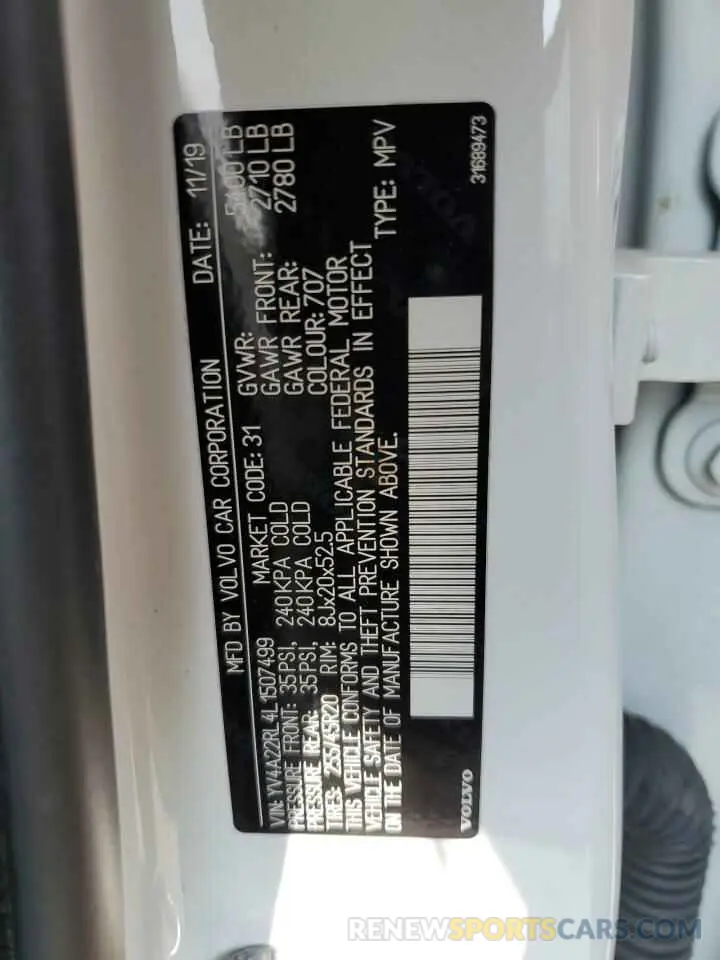 MFD BY VOLVO CAR CORPORATION DATE: 11/19
VIN: YV4A22RL4L1507499 MARKET CODE: 31 GVWR: LB
PRESSURE FRONT: 35PSI, 240KPA COLD GAWR FRONT: 2710 LB
PRESSURE REAR: 35PSI, 240KPA COLD GAWR REAR: 2780 LB
TIRES: 255/45R20 RIM: 8Jx20x52.5 COLOUR: 707
THIS VEHICLE CONFORMS TO ALL APPLICABLE FEDERAL MOTOR
VEHICLE SAFETY AND THEFT PREVENTION STANDARDS IN EFFECT
ON THE DATE OF MANUFACTURE SHOWN ABOVE. TYPE: MPV
VOLVO 31689473
RENEWSPORTSCARS.COM